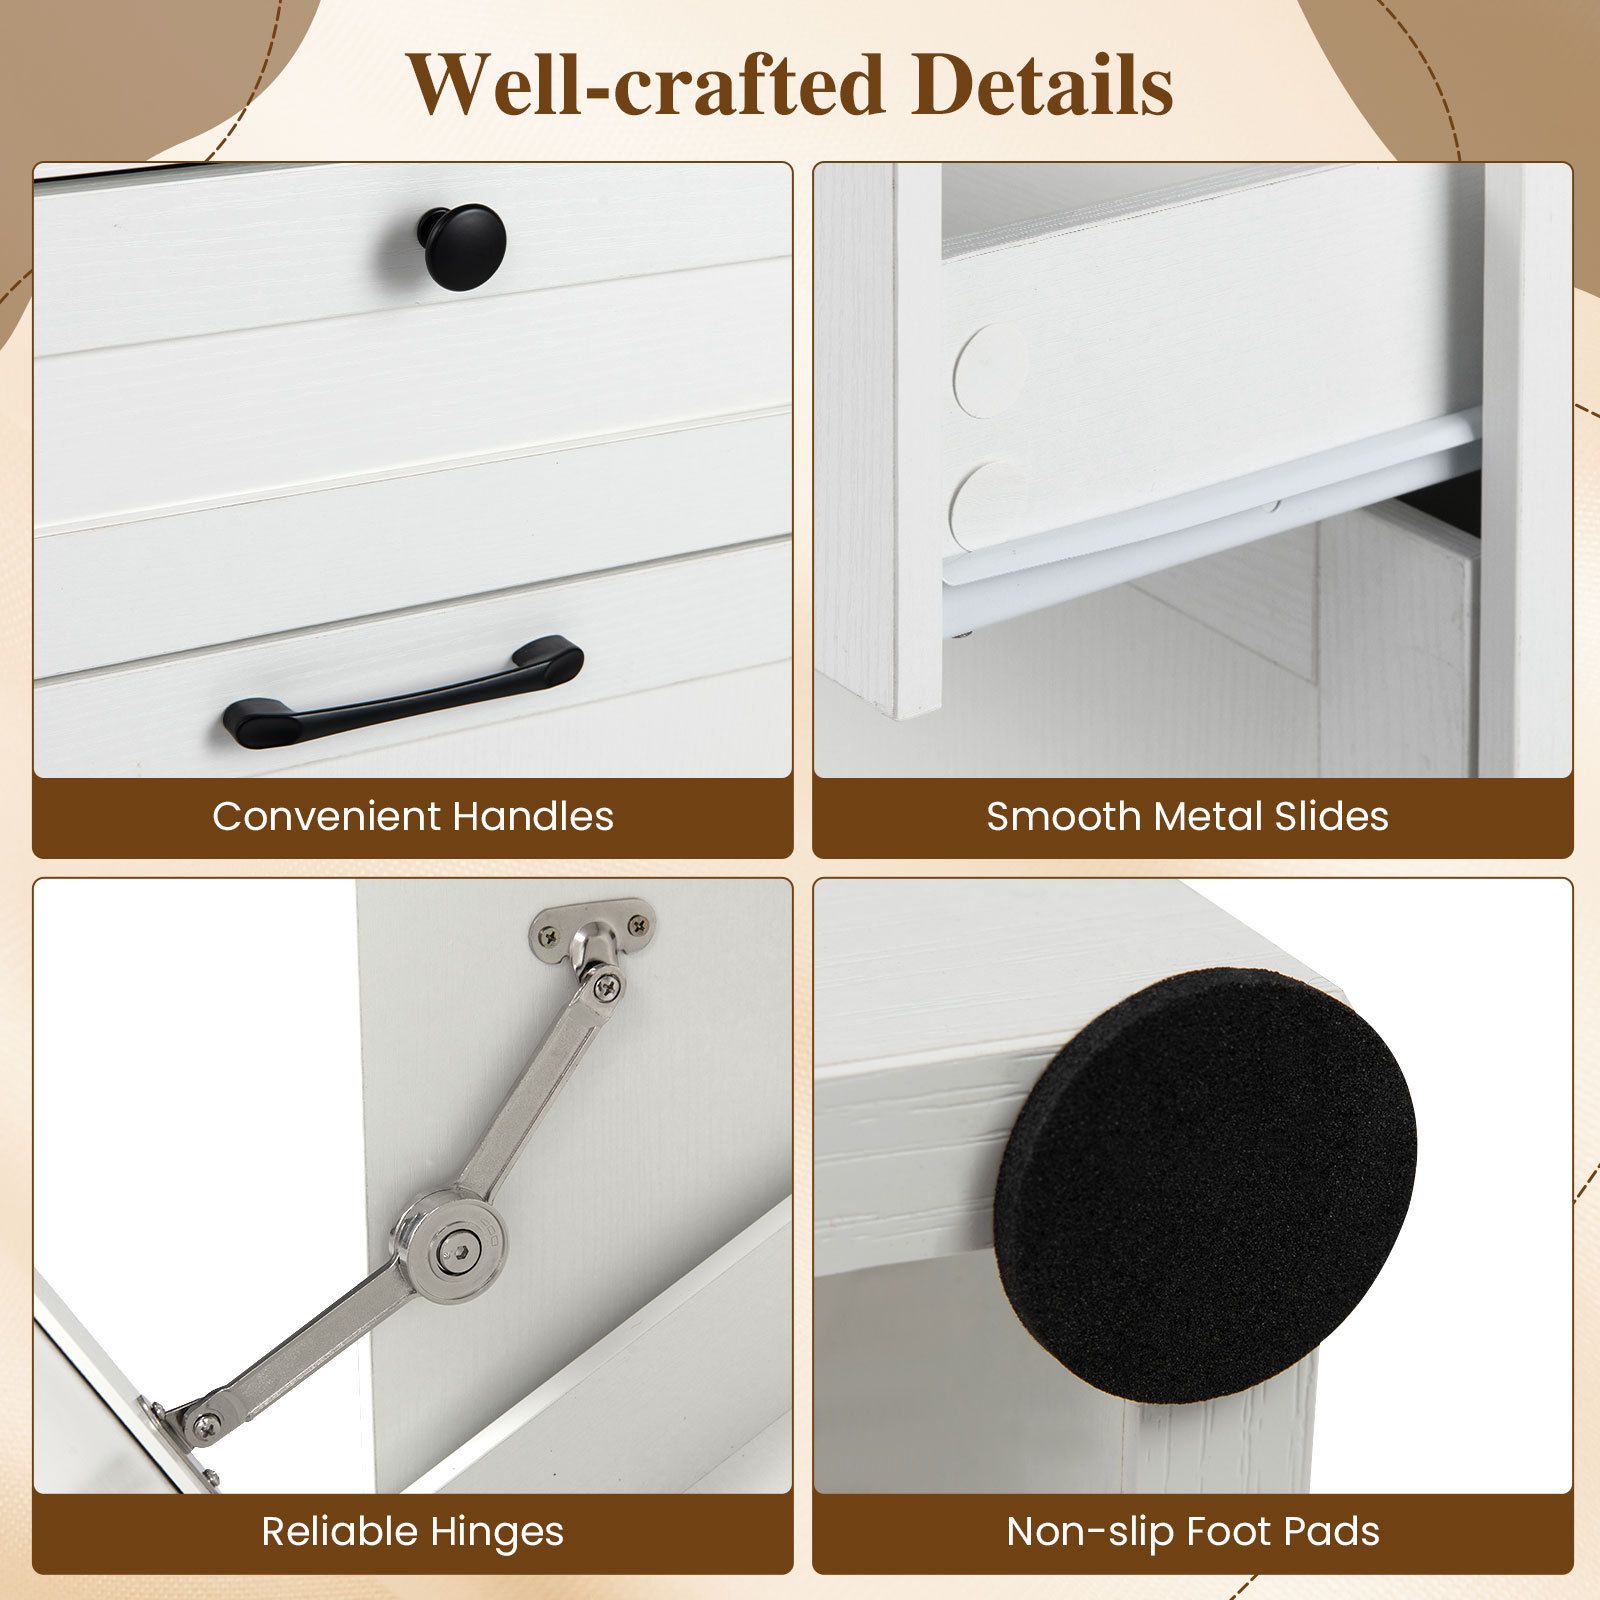 Well-crafted Details
Convenient Handles
Smooth Metal Slides
Reliable Hinges
Non-slip Foot Pads